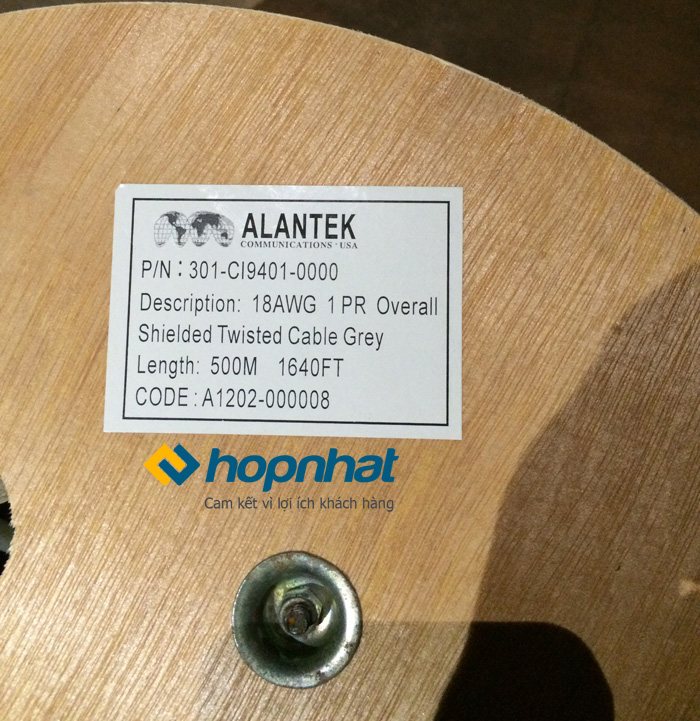 ALANTEK
COMMUNICATIONS · USA
P/N : 301-CI9401-0000
Description: 18AWG 1 PR Overall
Shielded Twisted Cable Grey
Length: 500M 1640FT
CODE : A1202-000008
hopnhat
Cam kết vì lợi ích khách hàng